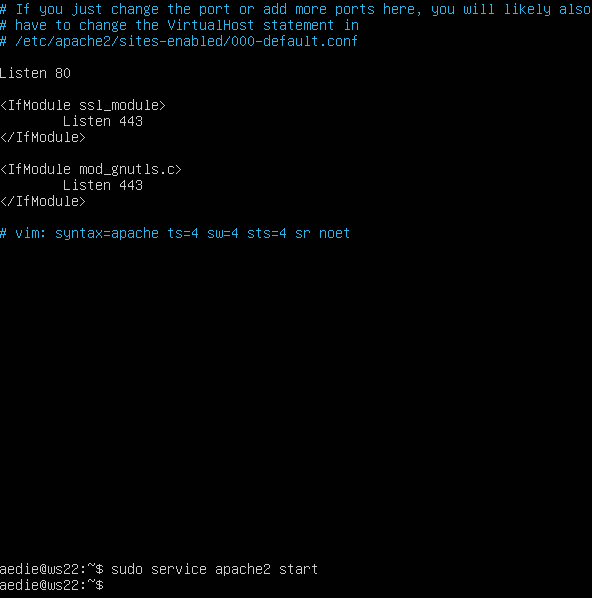 # If you just change the port or add more ports here, you will likely also
# have to change the VirtualHost statement in
# /etc/apache2/sites-enabled/000-default.conf
Listen 80
<IfModule ssl_module>
Listen 443
</IfModule>
<IfModule mod_gnutls.c>
Listen 443
</IfModule>
# vim: syntax=apache ts=4 sw=4 sts=4 sr noet
aedie@ws22:~$ sudo service apache2 start
aedie@ws22:~$